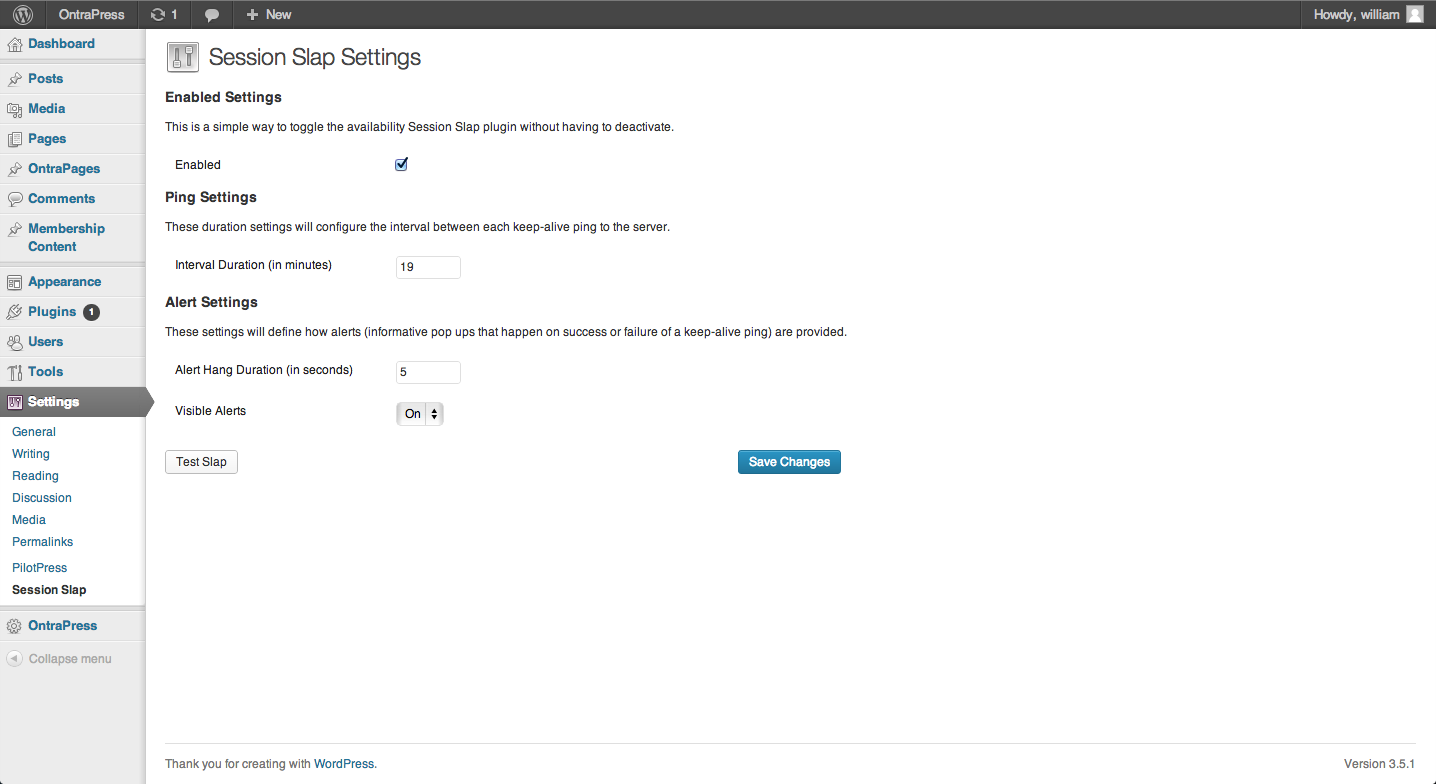 OntraPress
1
New
Howdy, william
Dashboard
Posts
Media
Pages
OntraPages
Comments
Membership
Content
Appearance
Plugins 1
Users
Tools
Settings
General
Writing
Reading
Discussion
Media
Permalinks
PilotPress
Session Slap
OntraPress
Collapse menu
Session Slap Settings
Enabled Settings
This is a simple way to toggle the availability Session Slap plugin without having to deactivate.
Enabled
Ping Settings
These duration settings will configure the interval between each keep-alive ping to the server.
Interval Duration (in minutes) 19
Alert Settings
These settings will define how alerts (informative pop ups that happen on success or failure of a keep-alive ping) are provided.
Alert Hang Duration (in seconds) 5
Visible Alerts On
Test Slap Save Changes
Thank you for creating with WordPress. Version 3.5.1